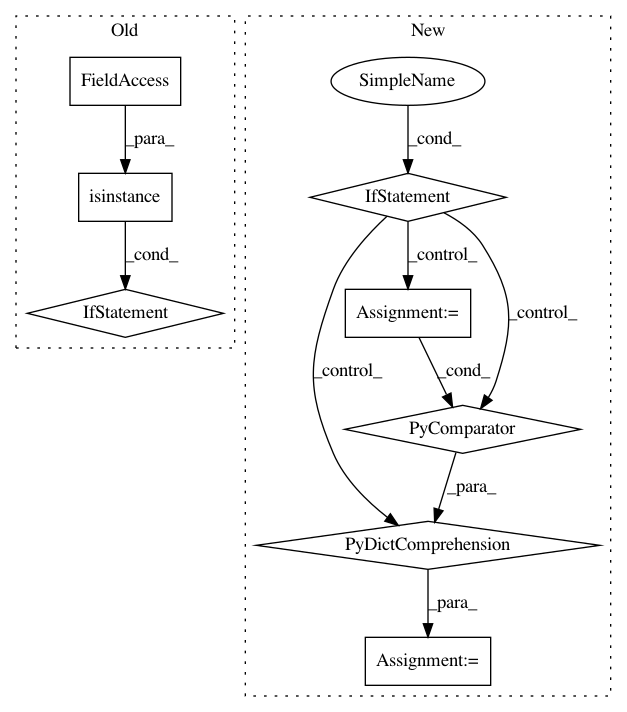 Old
FieldAccess
_para_
isinstance
_cond_
IfStatement
New
SimpleName
_cond_
IfStatement
_control_
Assignment:=
_control_
_control_
_cond_
PyComparator
_para_
PyDictComprehension
_para_
Assignment:=